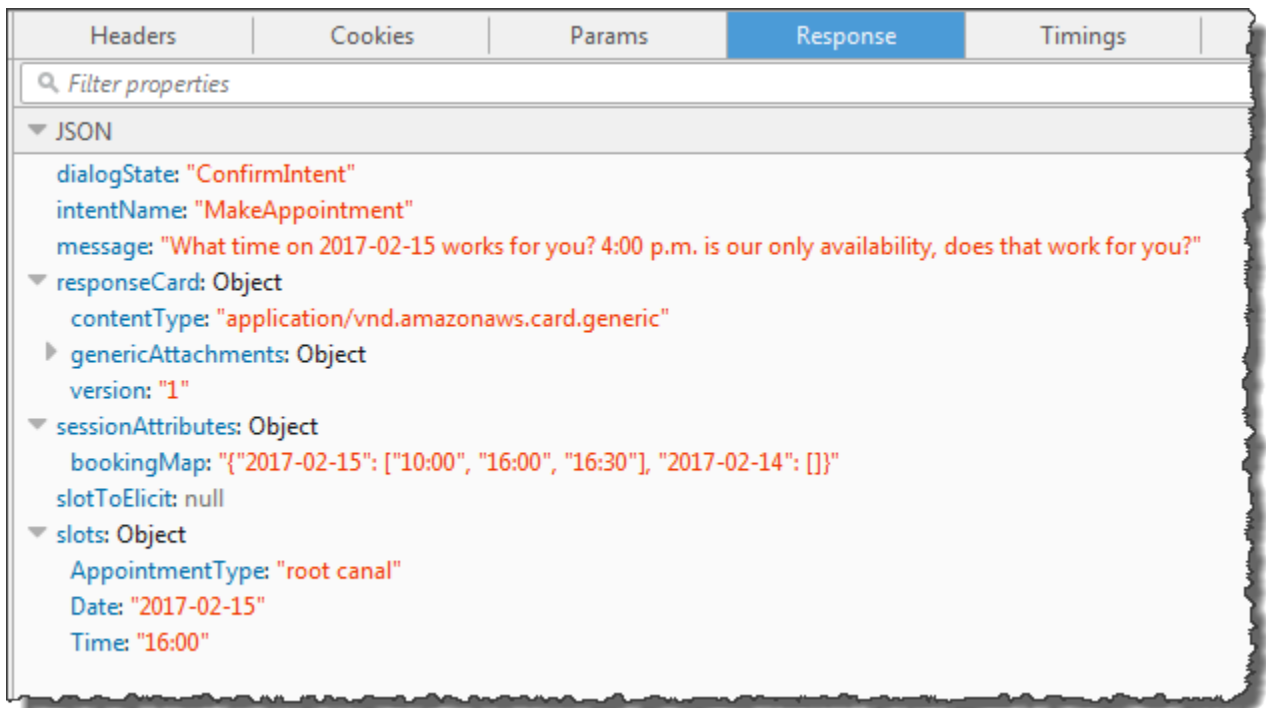 Headers Cookies Params Response Timings
Filter properties
JSON
dialogState: "ConfirmIntent"
intentName: "MakeAppointment"
message: "What time on 2017-02-15 works for you? 4:00 p.m. is our only availability, does that work for you?"
responseCard: Object
contentType: "application/vnd.amazonaws.card.generic"
genericAttachments: Object
version: "1"
sessionAttributes: Object
bookingMap: "{"2017-02-15": ["10:00", "16:00", "16:30"], "2017-02-14": []}"
slotToElicit: null
slots: Object
AppointmentType: "root canal"
Date: "2017-02-15"
Time: "16:00"